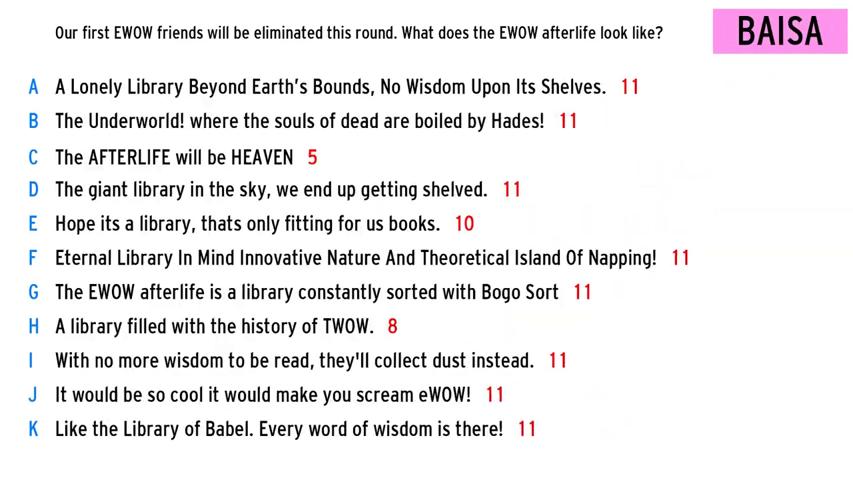 Our first EWOW friends will be eliminated this round. What does the EWOW afterlife look like?
BAISA
A A Lonely Library Beyond Earth's Bounds, No Wisdom Upon Its Shelves. 11
B The Underworld! where the souls of dead are boiled by Hades! 11
C The AFTERLIFE will be HEAVEN 5
D The giant library in the sky, we end up getting shelved. 11
E Hope its a library, thats only fitting for us books. 10
F Eternal Library In Mind Innovative Nature And Theoretical Island Of Napping! 11
G The EWOW afterlife is a library constantly sorted with Bogo Sort 11
H A library filled with the history of TWOW. 8
I With no more wisdom to be read, they'll collect dust instead. 11
J It would be so cool it would make you scream eWOW! 11
K Like the Library of Babel. Every word of wisdom is there! 11